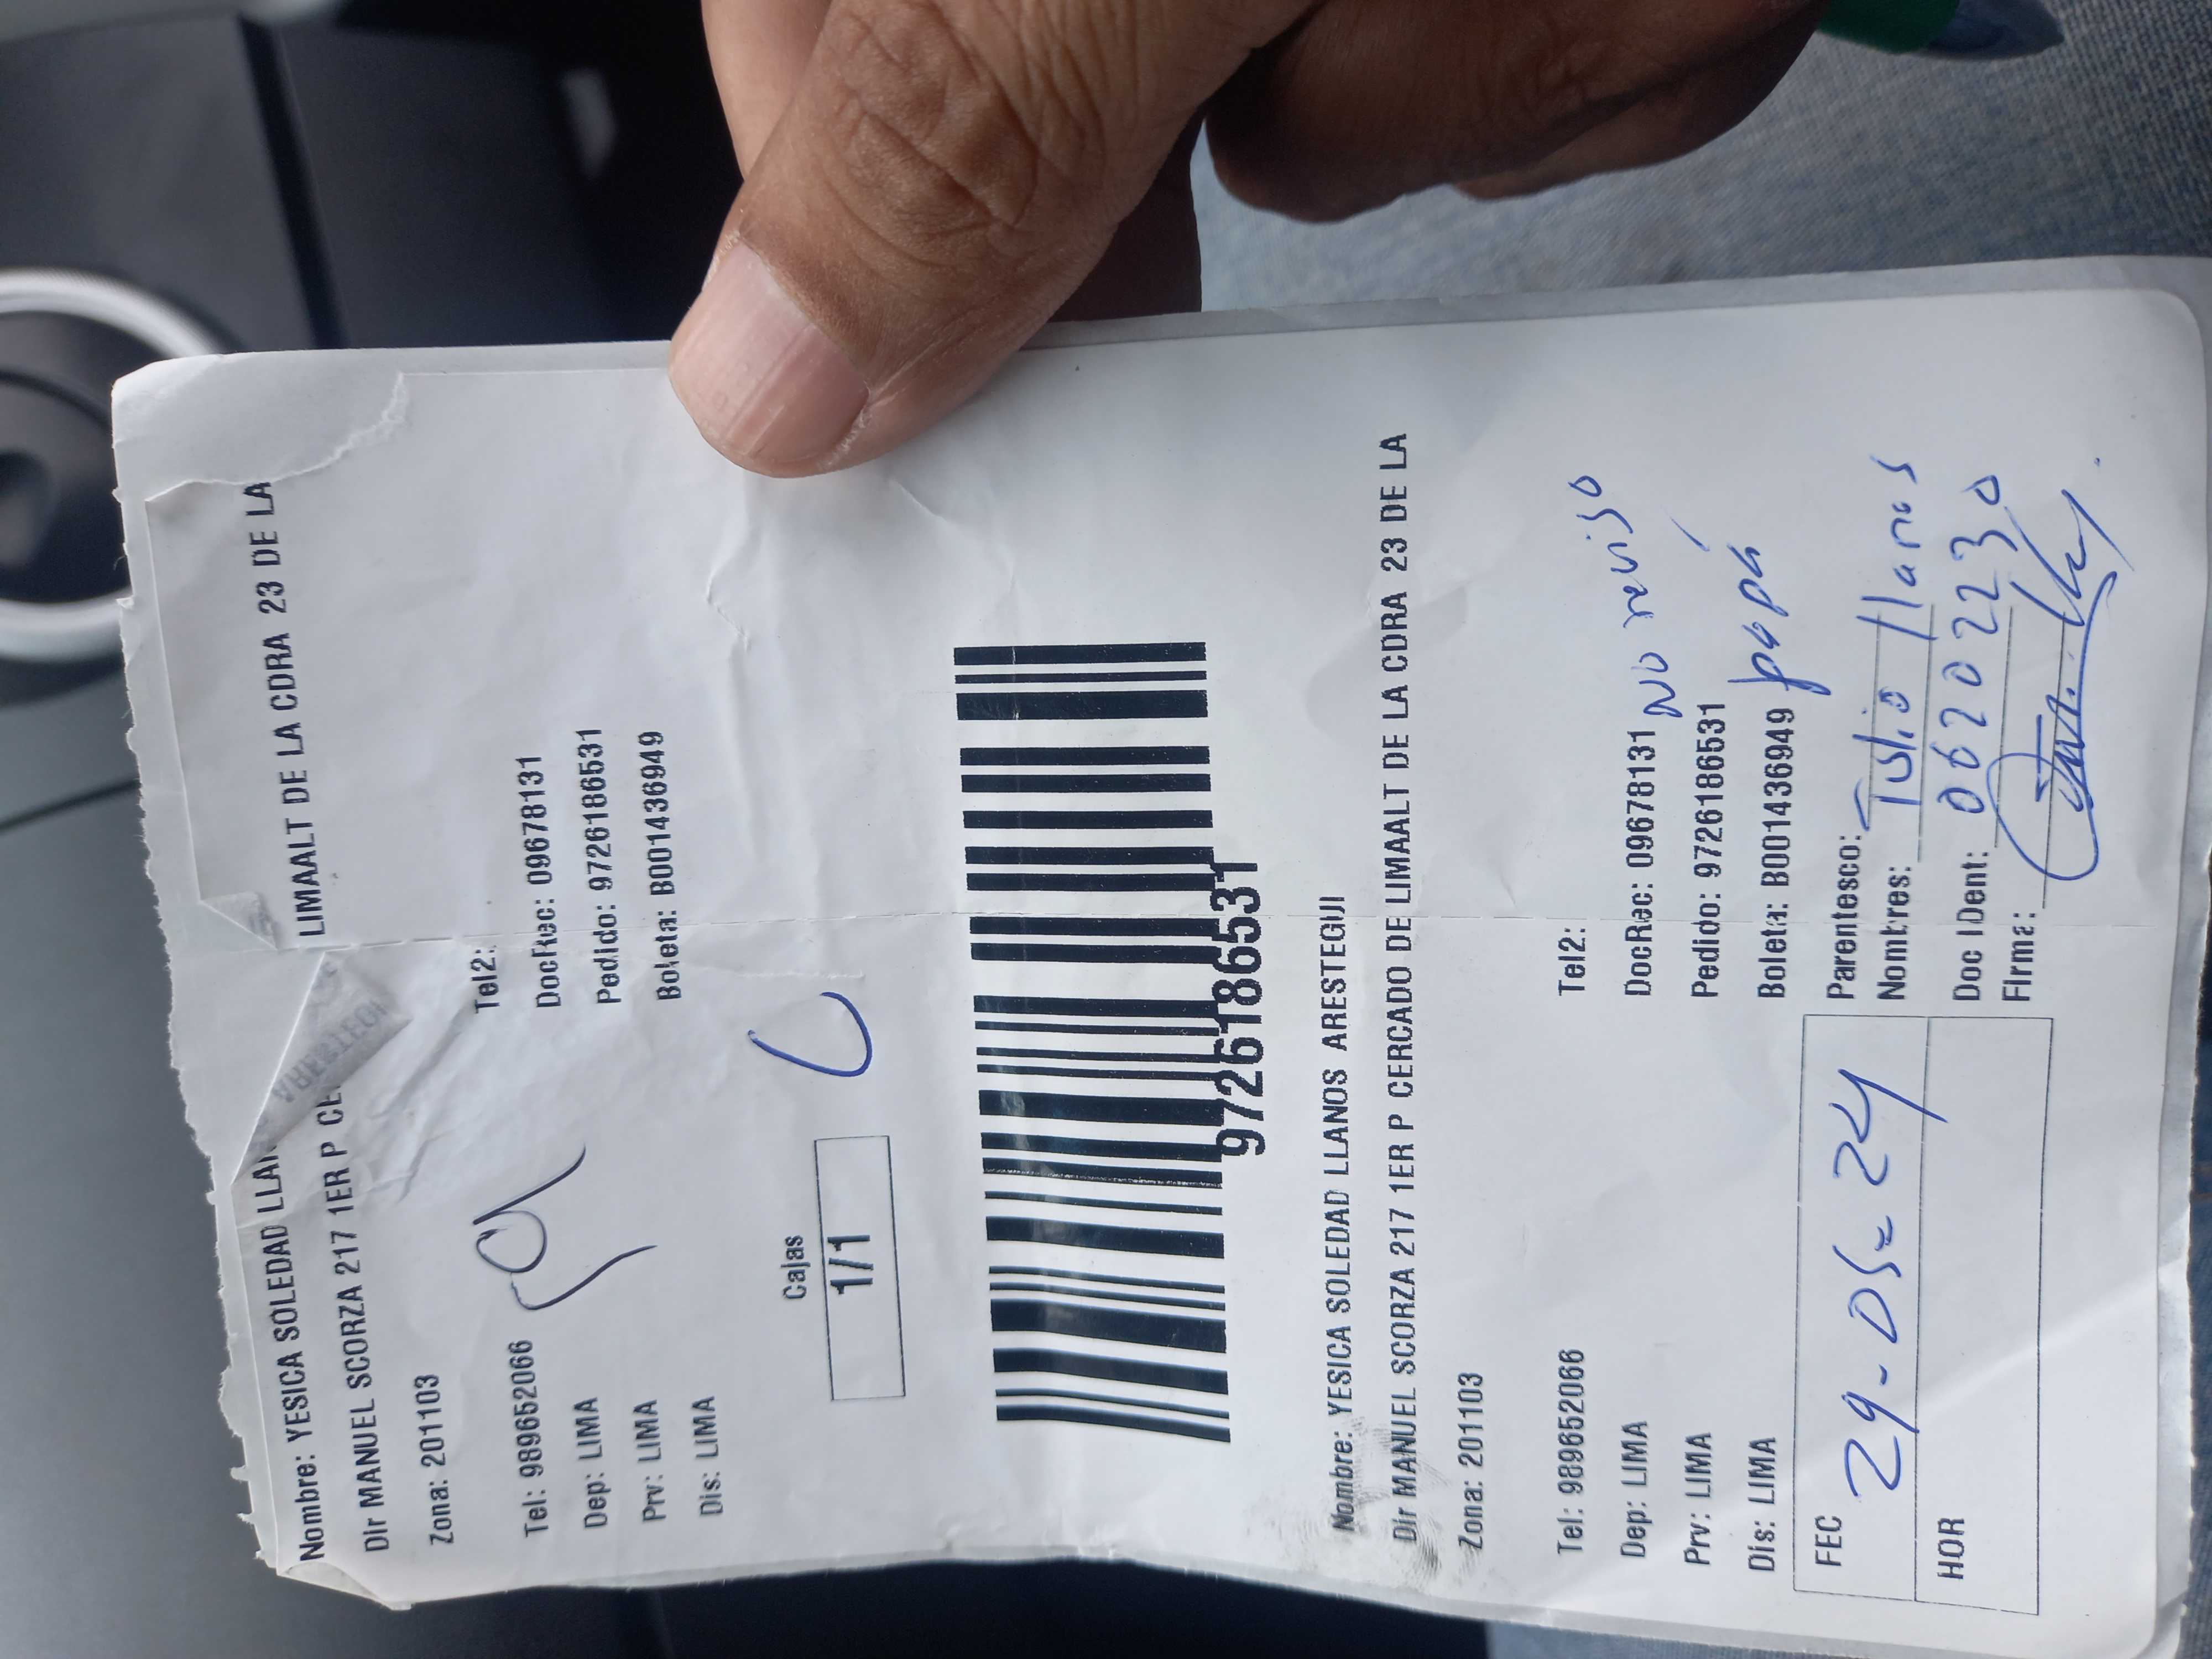 Nombre: YESICA SOLEDAD LLAN
ARESTEGI
LIMAALT DE LA CDRA 23 DE LA
Dir MANUEL SCORZA 217 1ER P CE
Zona: 201103
Tel: 989652066
Tel2:
Dep: LIMA
DocRec: 09678131
Prv: LIMA
Pedido: 9726186531
Dis: LIMA
Boleta: B001436949
Cajas
1/1
9726186531
Nombre: YESICA SOLEDAD LLANOS ARESTEGUI
Dir MANUEL SCORZA 217 1ER P CERCADO DE LIMAALT DE LA CDRA 23 DE LA
Zona: 201103
Tel: 989652066
Tel2:
Dep: LIMA
DocRec: 09678131
No reviso
Prv: LIMA
Pedido: 9726186531
Dis: LIMA
Boleta: B001436949
papá
FEC 29-05-24
Parentesco:
Nombres: Tulio llanos
HOR
Doc IDent: 06202230
Firma: